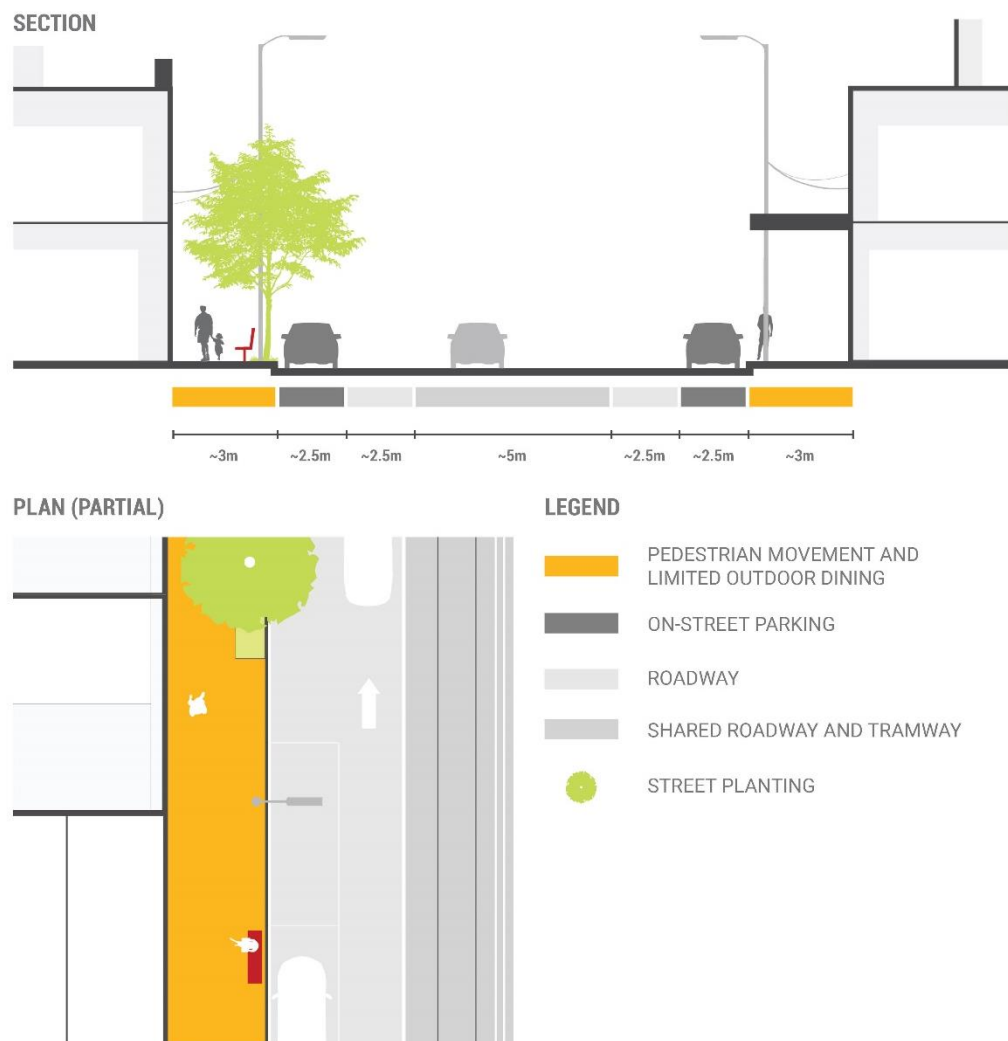 SECTION
~3m
~2.5m
~2.5m
~5m
~2.5m
~2.5m
~3m
PLAN (PARTIAL)
LEGEND
PEDESTRIAN MOVEMENT AND
LIMITED OUTDOOR DINING
ON-STREET PARKING
ROADWAY
SHARED ROADWAY AND TRAMWAY
STREET PLANTING